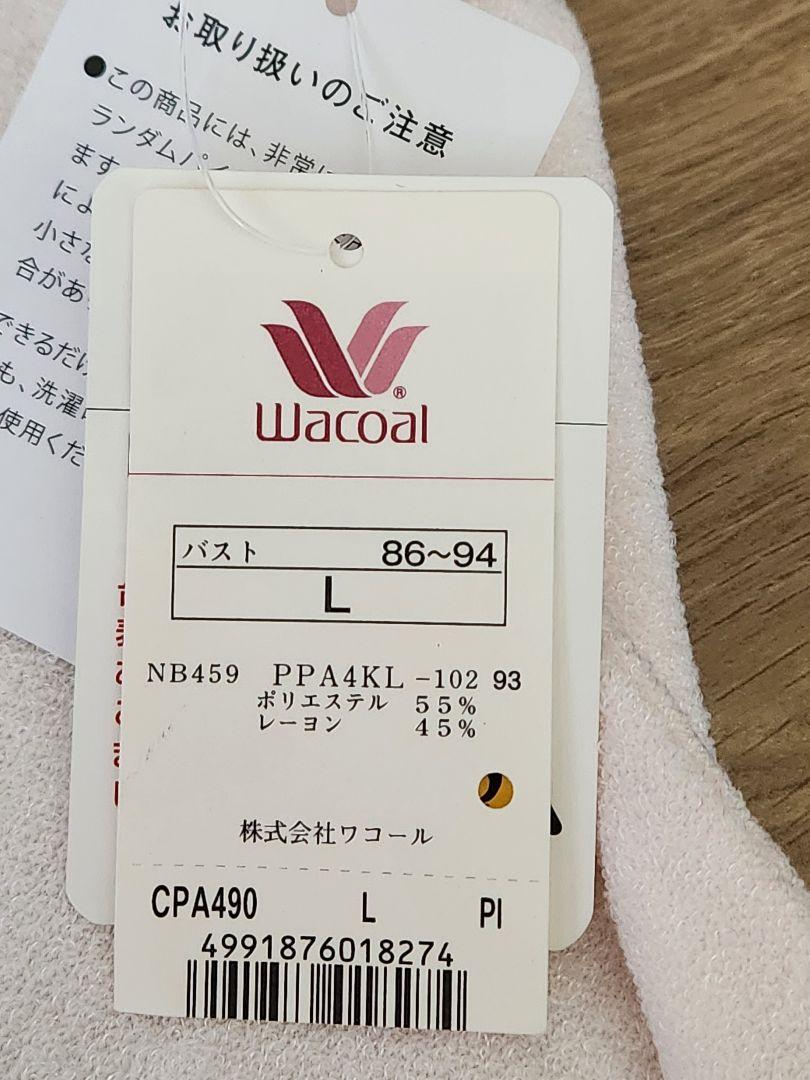 お取り扱いのご注意
●この商品には、非常に
ランダムパイ
ます
によ
小さな
合があ
できるだけ
も、洗濯
使用くだ
Wacoal
®
バスト 86~94
L
NB459 PPA4KL -102 93
ポリエステル 55%
レーヨン 45%
株式会社ワコール
CPA490 L PI
4991876018274